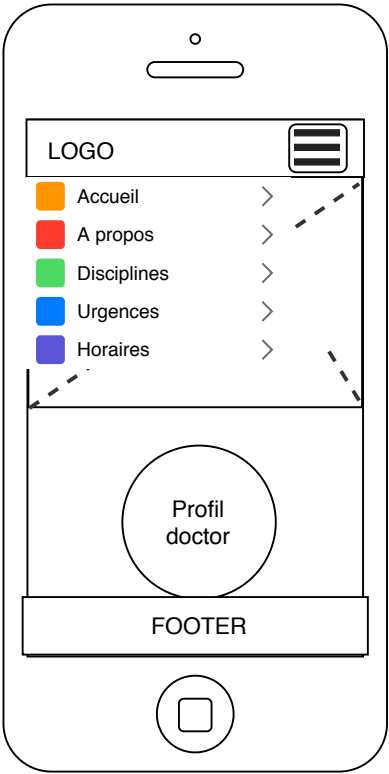 LOGO
Accueil
A propos
Disciplines
Urgences
Horaires
Profil
doctor
FOOTER